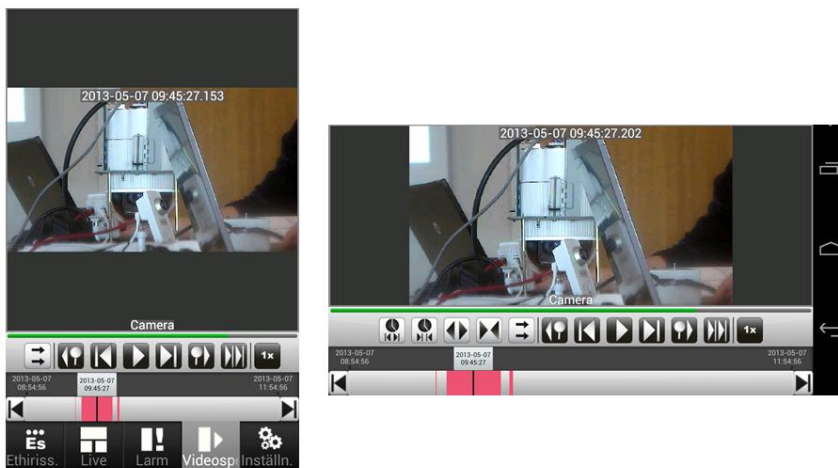 2013-05-07 09:45:27.153
Camera
1x
2013-05-07
08:54:56
2013-05-07
09:45:27
2013-05-07
11:54:56
Es
Ethiriss.
Live
Larm
Videosp
Inställn.
2013-05-07 09:45:27.202
Camera
1x
2013-05-07
08:54:56
2013-05-07
09:45:27
2013-05-07
11:54:56